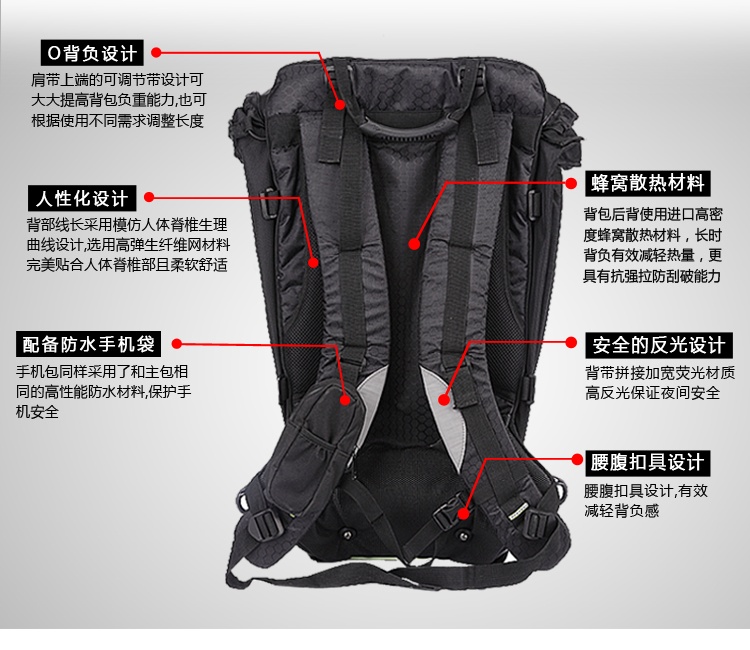 O背负设计
肩带上端的可调节带设计可
大大提高背包负重能力,也可
根据使用不同需求调整长度
人性化设计
背部线长采用模仿人体脊椎生理
曲线设计,选用高弹生纤维网材料
完美贴合人体脊椎部且柔软舒适
配备防水手机袋
手机包同样采用了和主包相
同的高性能防水材料,保护手
机安全
蜂窝散热材料
背包后背使用进口高密
度蜂窝散热材料，长时
背负有效减轻热量，更
具有抗强拉防刮破能力
安全的反光设计
背带拼接加宽荧光材质
高反光保证夜间安全
腰腹扣具设计
腰腹扣具设计,有效
减轻背负感